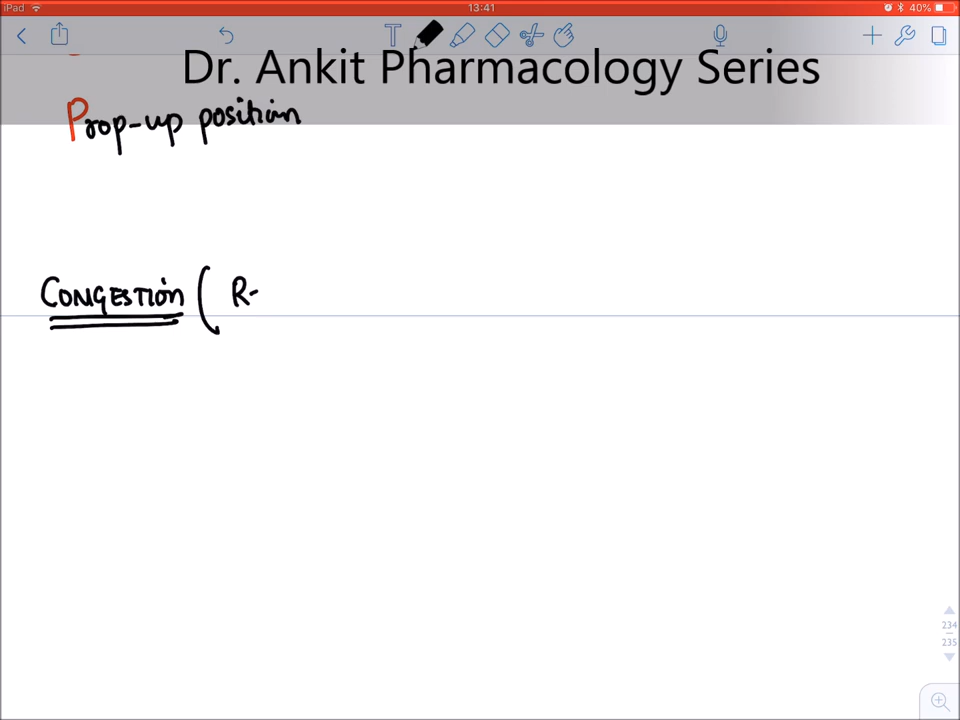 iPad 13:41 40%
T
Dr. Ankit Pharmacology Series
Prop-up position
CONGESTION ( R-
234
235